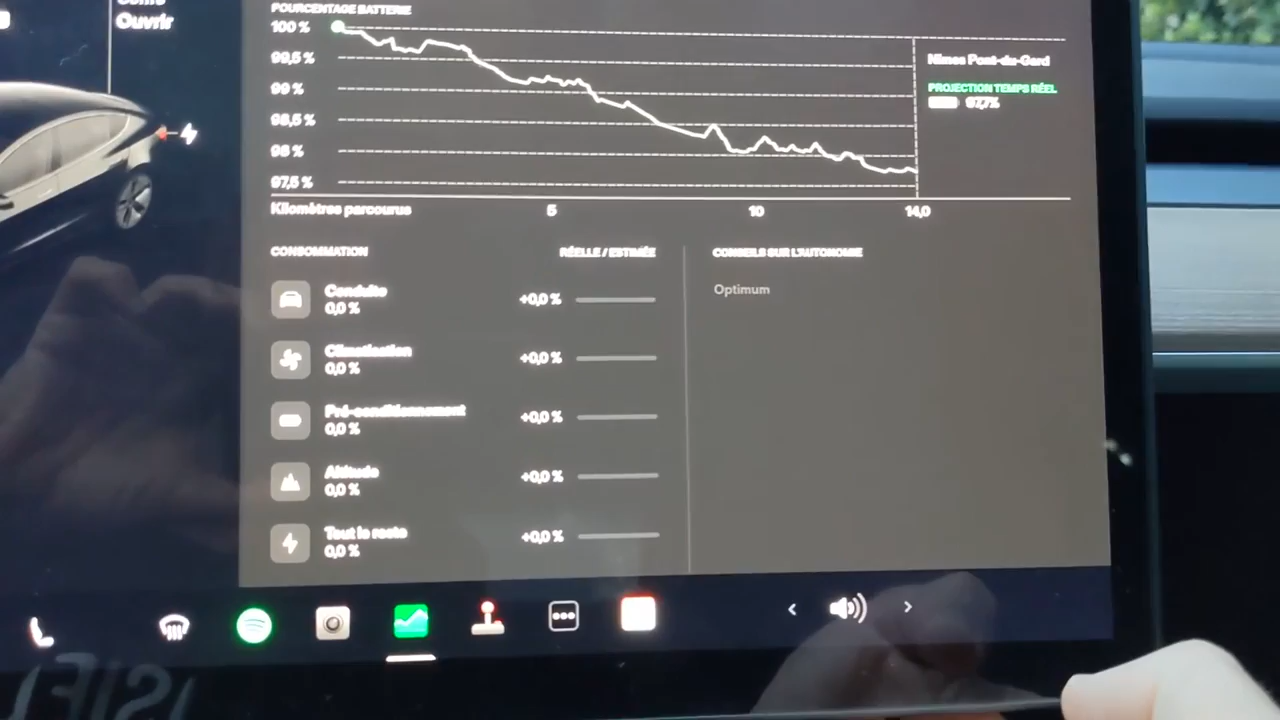 Ouvrir
POURCENTAGE BATTERIE
100 %
99,5 %
99 %
98,5 %
98 %
97,5 %
Nîmes Pont-du-Gard
PROJECTION TEMPS RÉEL
97,7%
Kilomètres parcourus
5
10
14,0
CONSOMMATION
RÉELLE / ESTIMÉE
Conduite
0,0 %
+0,0 %
Climatisation
0,0 %
+0,0 %
Pré-conditionnement
0,0 %
+0,0 %
Altitude
0,0 %
+0,0 %
Tout le reste
0,0 %
+0,0 %
CONSEILS SUR L'AUTONOMIE
Optimum